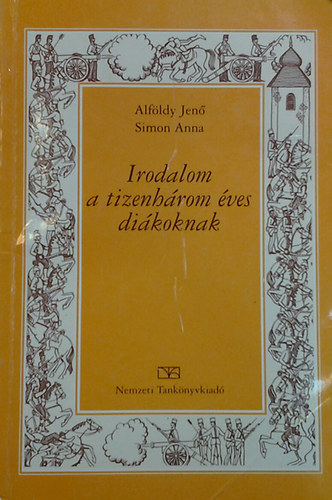 Alföldy Jenő
Simon Anna
Irodalom
a tizenhárom éves
diákoknak
Nemzeti Tankönyvkiadó